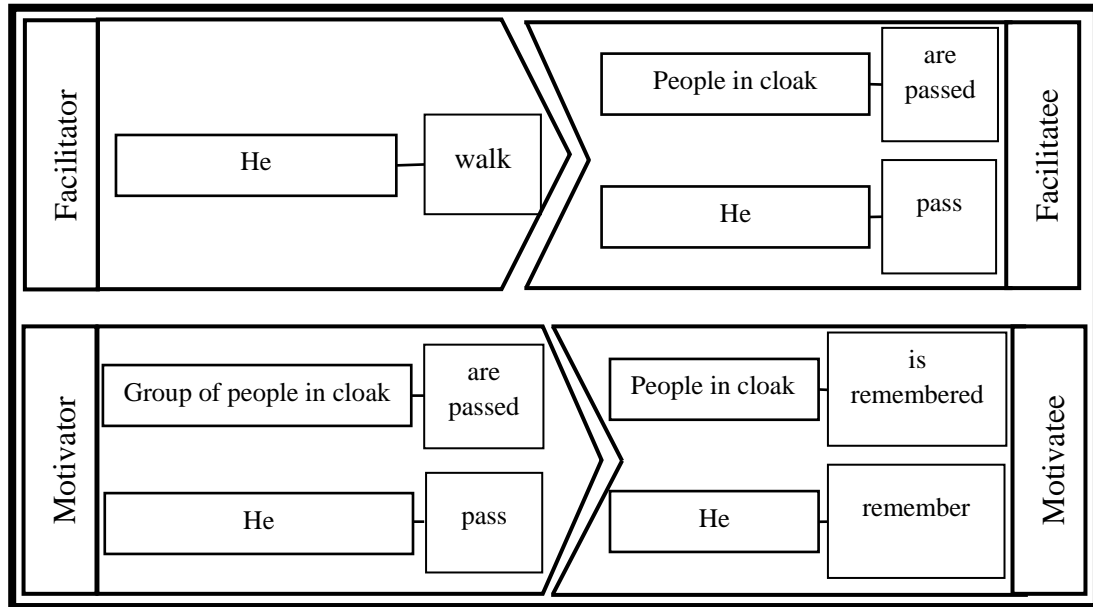 Facilitator
He
walk
People in cloak
are
passed
He
pass
Facilitatee
Motivator
Group of people in cloak
are
passed
He
pass
People in cloak
is
remembered
He
remember
Motivatee